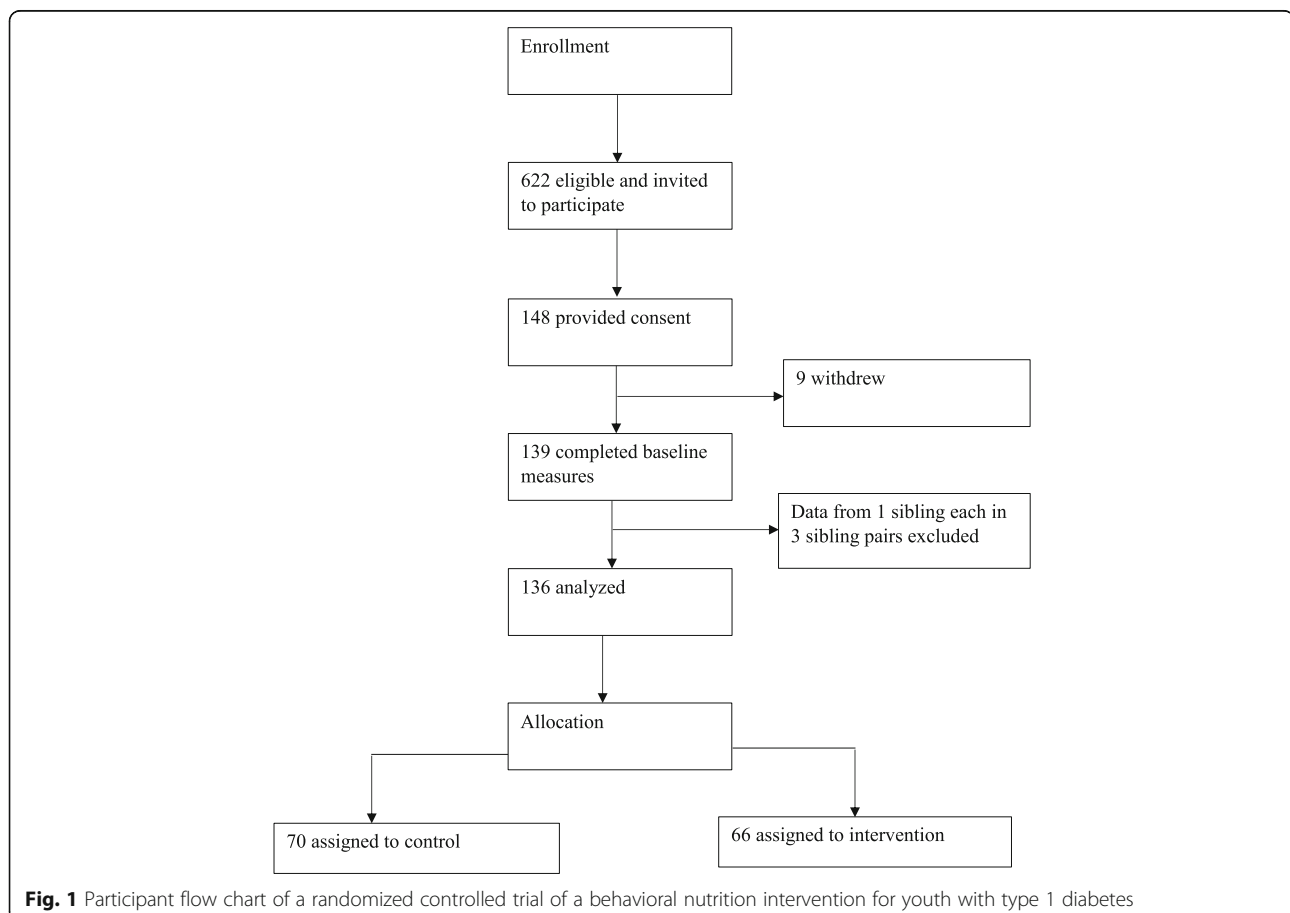 Enrollment
622 eligible and invited
to participate
148 provided consent
9 withdrew
139 completed baseline
measures
Data from 1 sibling each in
3 sibling pairs excluded
136 analyzed
Allocation
70 assigned to control
66 assigned to intervention
Fig. 1 Participant flow chart of a randomized controlled trial of a behavioral nutrition intervention for youth with type 1 diabetes